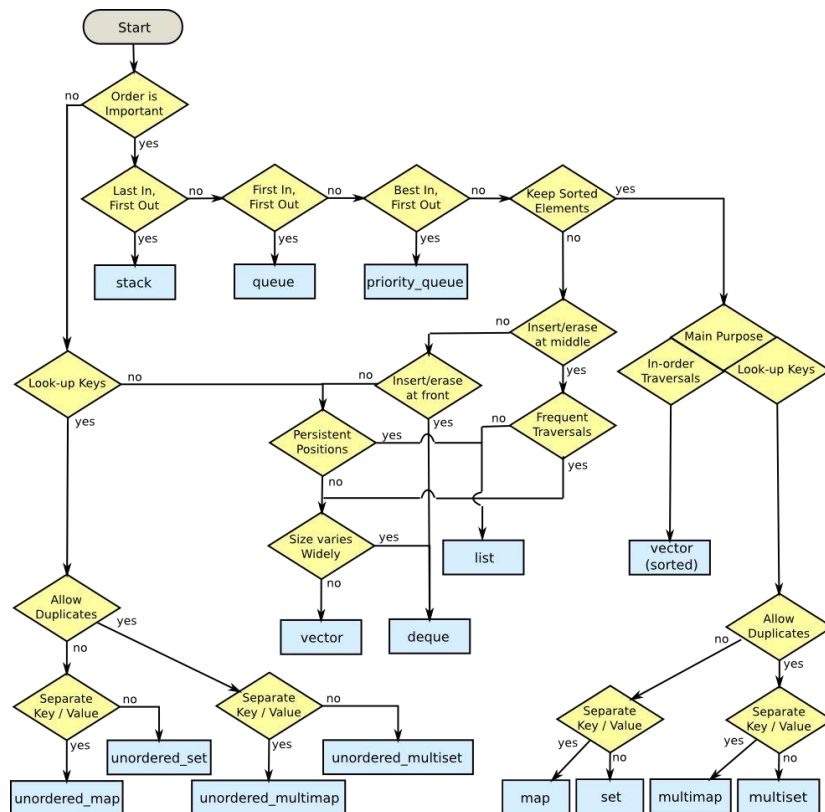 Start
Order is
Important
no
yes
Last In,
First Out
no
First In,
First Out
no
Best In,
First Out
no
Keep Sorted
Elements
yes
yes
yes
yes
no
stack
queue
priority_queue
no
Insert/erase
at middle
Main Purpose
In-order
Traversals
Look-up Keys
yes
Look-up Keys
no
no
Insert/erase
at front
yes
yes
Persistent
Positions
yes
no
Frequent
Traversals
no
yes
Size varies
Widely
yes
no
list
vector
(sorted)
vector
deque
Allow
Duplicates
yes
no
Allow
Duplicates
no
yes
Separate
Key / Value
no
yes
Separate
Key / Value
no
yes
Separate
Key / Value
yes
no
Separate
Key / Value
yes
no
unordered_set
unordered_multiset
unordered_map
unordered_multimap
map
set
multimap
multiset